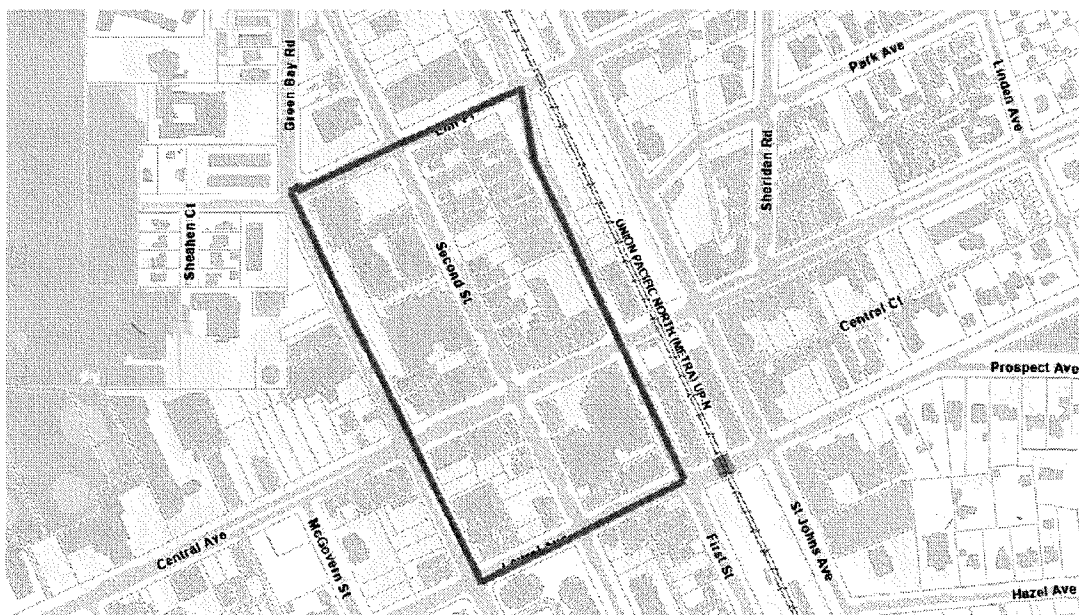 Green Bay Rd
Park Ave
Linden Ave
Sheridan Rd
Sheahen Ct
Second St
UNION PACIFIC NORTH (METRA) UP-N
Central Ct
Prospect Ave
Central Ave
McGovern St
First St
St Johns Ave
Hazel Ave